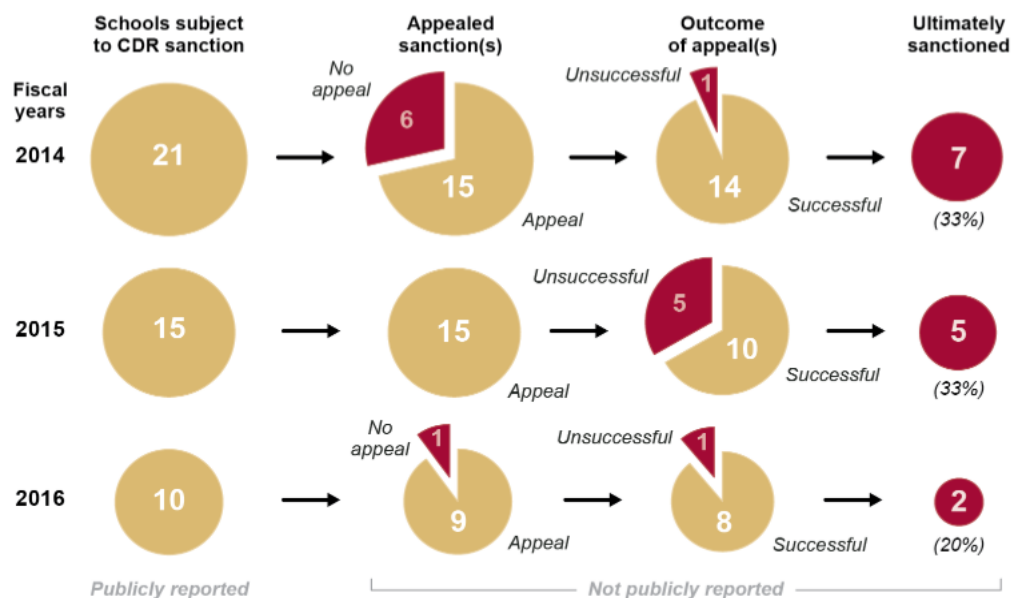 Schools subject
to CDR sanction
Appealed
sanction(s)
Outcome
of appeal(s)
Ultimately
sanctioned
Fiscal
years
2014
21
No
appeal
6
15
Appeal
Unsuccessful
1
14
Successful
7
(33%)
2015
15
15
Appeal
Unsuccessful
5
10
Successful
5
(33%)
2016
10
No
appeal
1
9
Appeal
Unsuccessful
1
8
Successful
2
(20%)
Publicly reported
Not publicly reported